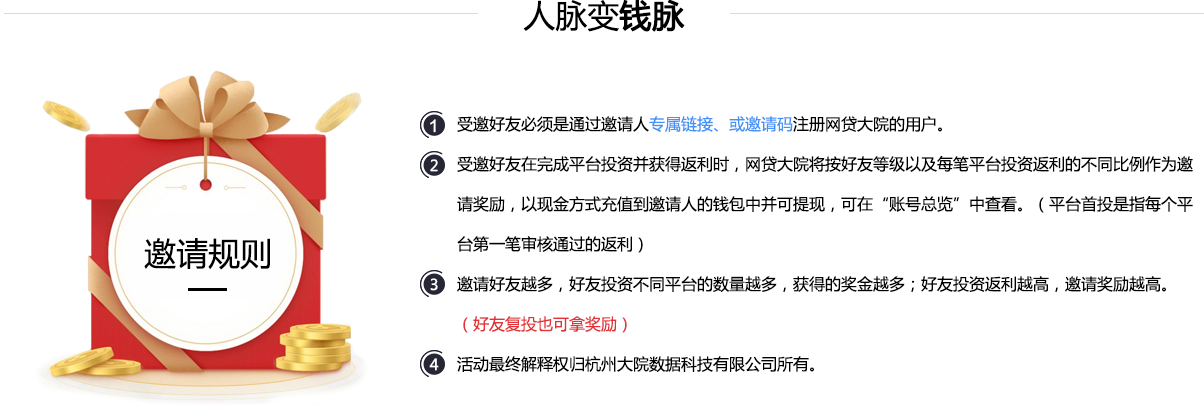 人脉变钱脉
邀请规则
1 受邀好友必须是通过邀请人专属链接、或邀请码注册网贷大院的用户。
2 受邀好友在完成平台投资并获得返利时，网贷大院将按好友等级以及每笔平台投资返利的不同比例作为邀
请奖励，以现金方式充值到邀请人的钱包中并可提现，可在“账号总览”中查看。（平台首投是指每个平
台第一笔审核通过的返利）
3 邀请好友越多，好友投资不同平台的数量越多，获得的奖金越多；好友投资返利越高，邀请奖励越高。
（好友复投也可拿奖励）
4 活动最终解释权归杭州大院数据科技有限公司所有。